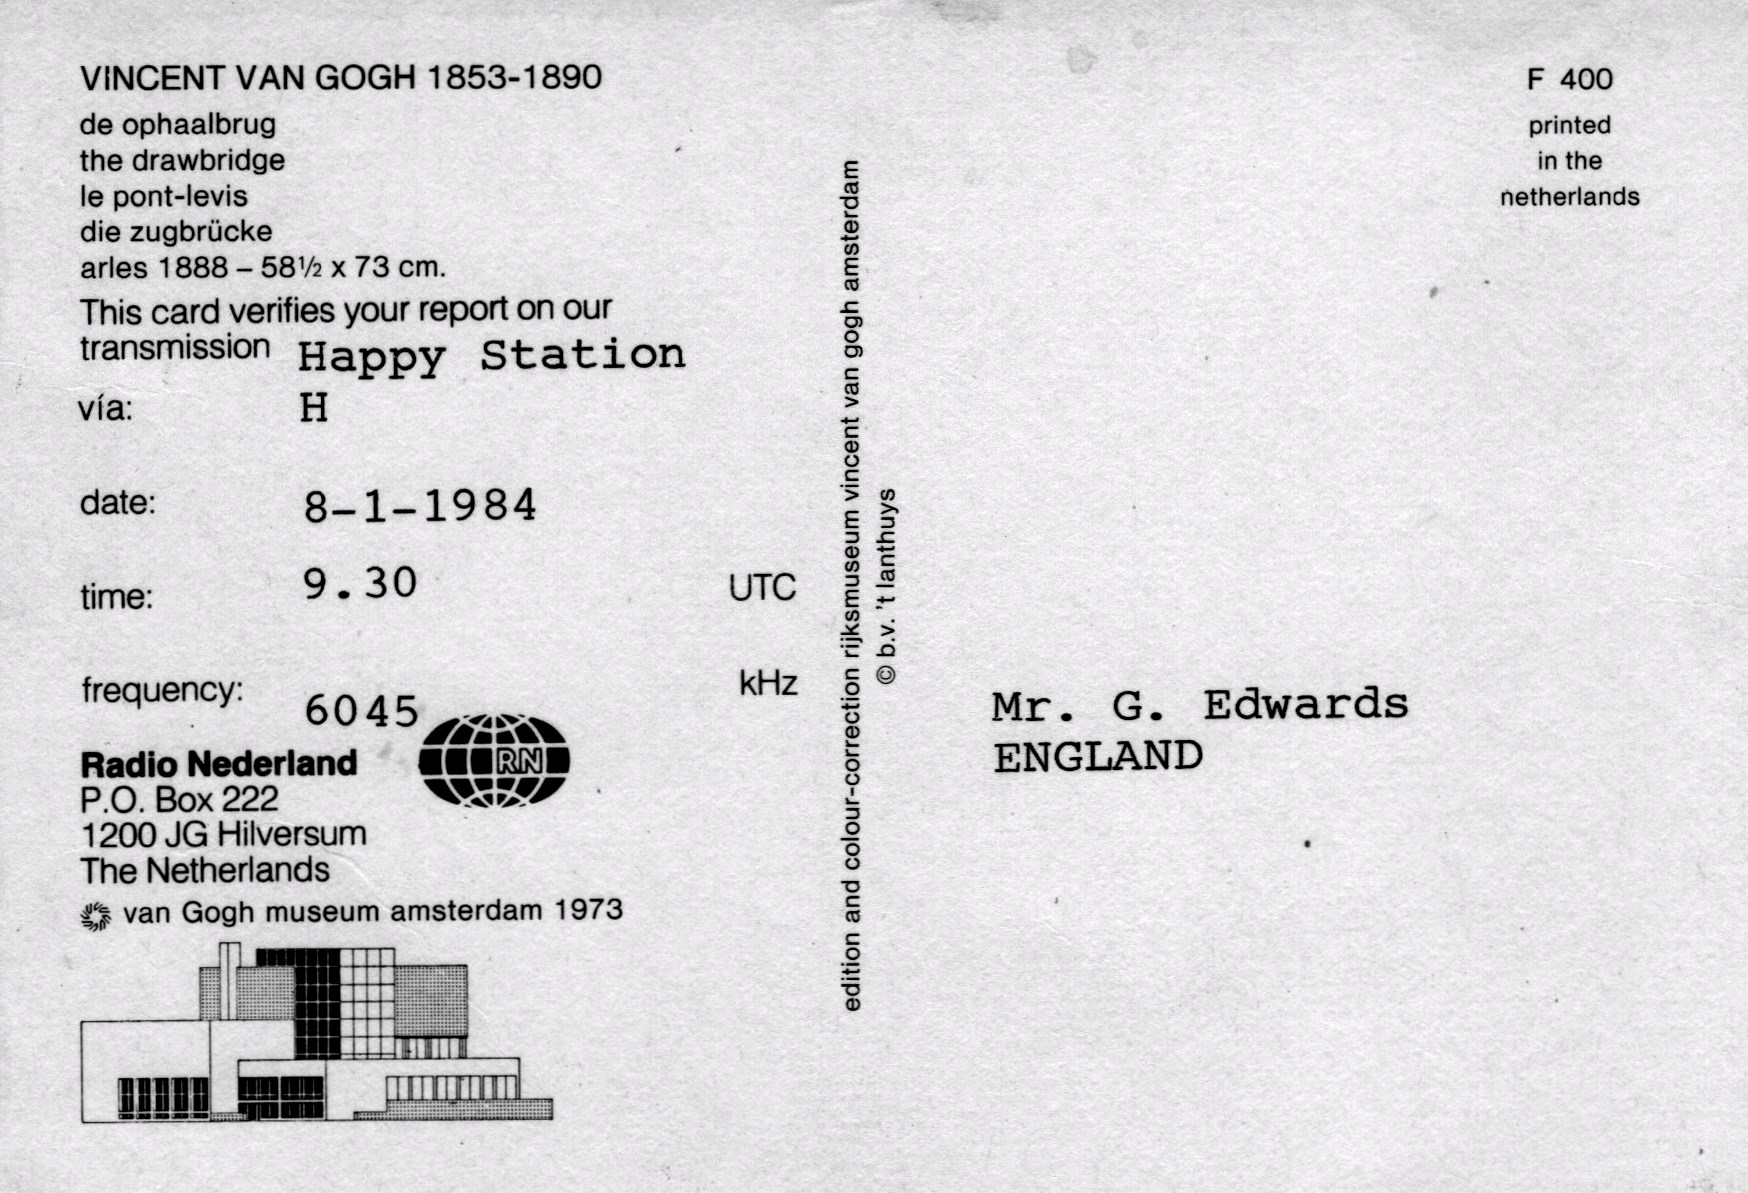 VINCENT VAN GOGH 1853-1890
de ophaalbrug
the drawbridge
le pont-levis
die zugbrücke
arles 1888 – 58½ x 73 cm.
This card verifies your report on our
transmission Happy Station
vía: H
date: 8-1-1984
time: 9.30 UTC
frequency: 6045 kHz
RN
Radio Nederland
P.O. Box 222
1200 JG Hilversum
The Netherlands
van Gogh museum amsterdam 1973
edition and colour-correction rijksmuseum vincent van gogh amsterdam
© b.v. 't lanthuys
F 400
printed
in the
netherlands
Mr. G. Edwards
ENGLAND